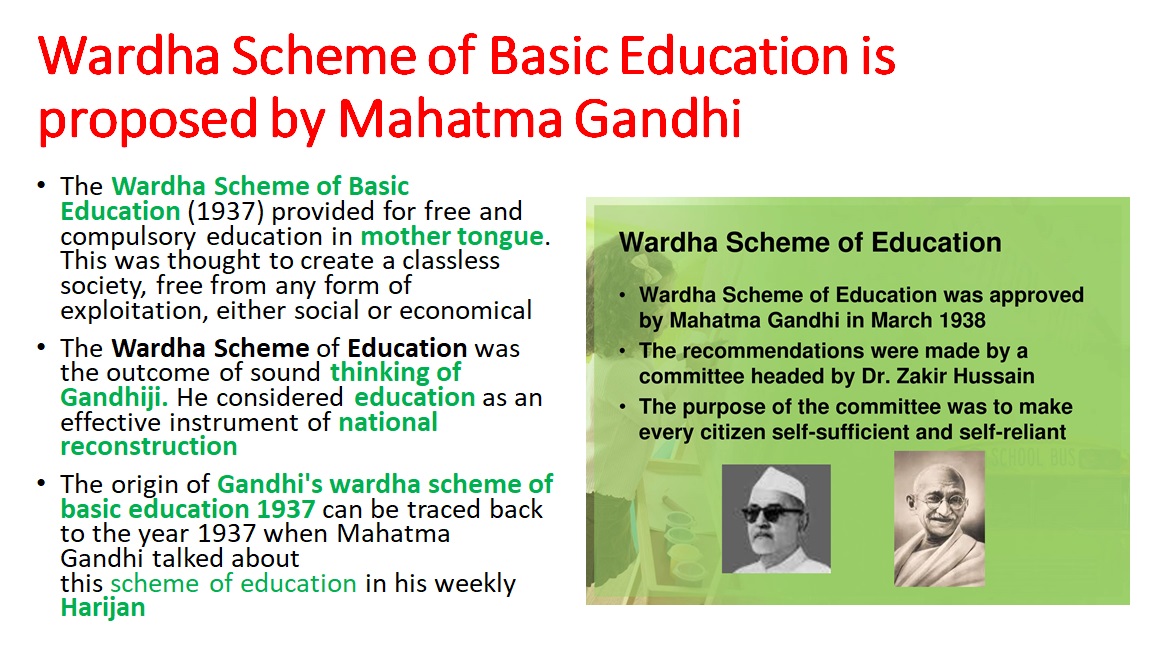 Wardha Scheme of Basic Education is
proposed by Mahatma Gandhi
• The Wardha Scheme of Basic
Education (1937) provided for free and
compulsory education in mother tongue.
This was thought to create a classless
society, free from any form of
exploitation, either social or economical
• The Wardha Scheme of Education was
the outcome of sound thinking of
Gandhiji. He considered education as an
effective instrument of national
reconstruction
• The origin of Gandhi's wardha scheme of
basic education 1937 can be traced back
to the year 1937 when Mahatma
Gandhi talked about
this scheme of education in his weekly
Harijan
Wardha Scheme of Education
• Wardha Scheme of Education was approved
by Mahatma Gandhi in March 1938
• The recommendations were made by a
committee headed by Dr. Zakir Hussain
• The purpose of the committee was to make
every citizen self-sufficient and self-reliant
SCHOOL BUS